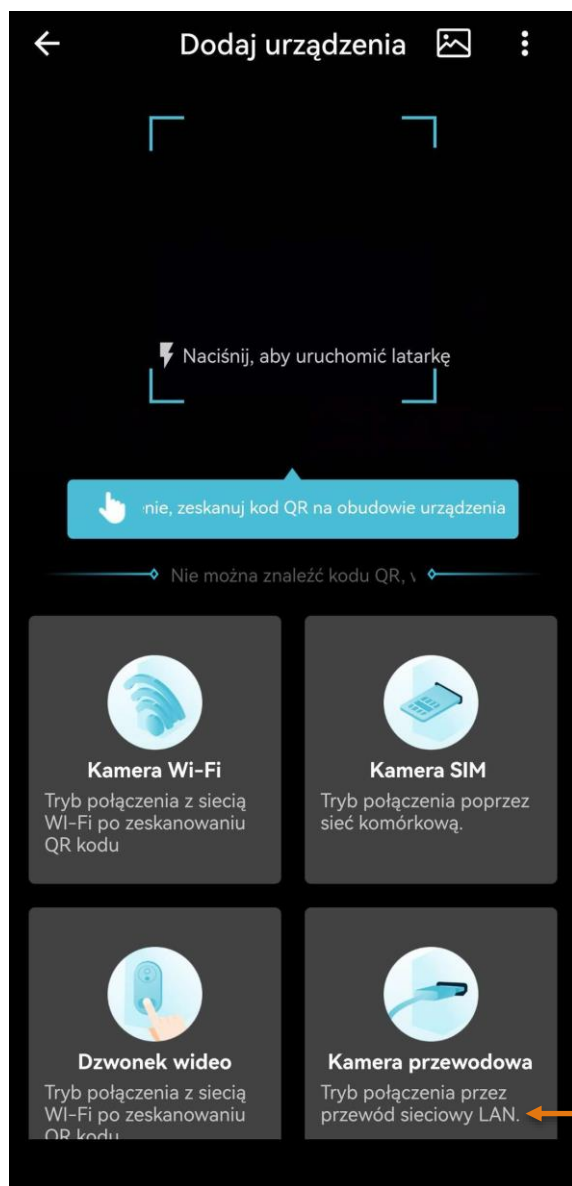 Dodaj urządzenia
Naciśnij, aby uruchomić latarkę
nie, zeskanuj kod QR na obudowie urządzenia
Nie można znaleźć kodu QR,
Kamera Wi-Fi
Tryb połączenia z siecią
WI-Fi po zeskanowaniu
QR kodu
Kamera SIM
Tryb połączenia poprzez
sieć komórkową.
Dzwonek wideo
Tryb połączenia z siecią
WI-Fi po zeskanowaniu
QR kodu
Kamera przewodowa
Tryb połączenia przez
przewód sieciowy LAN.